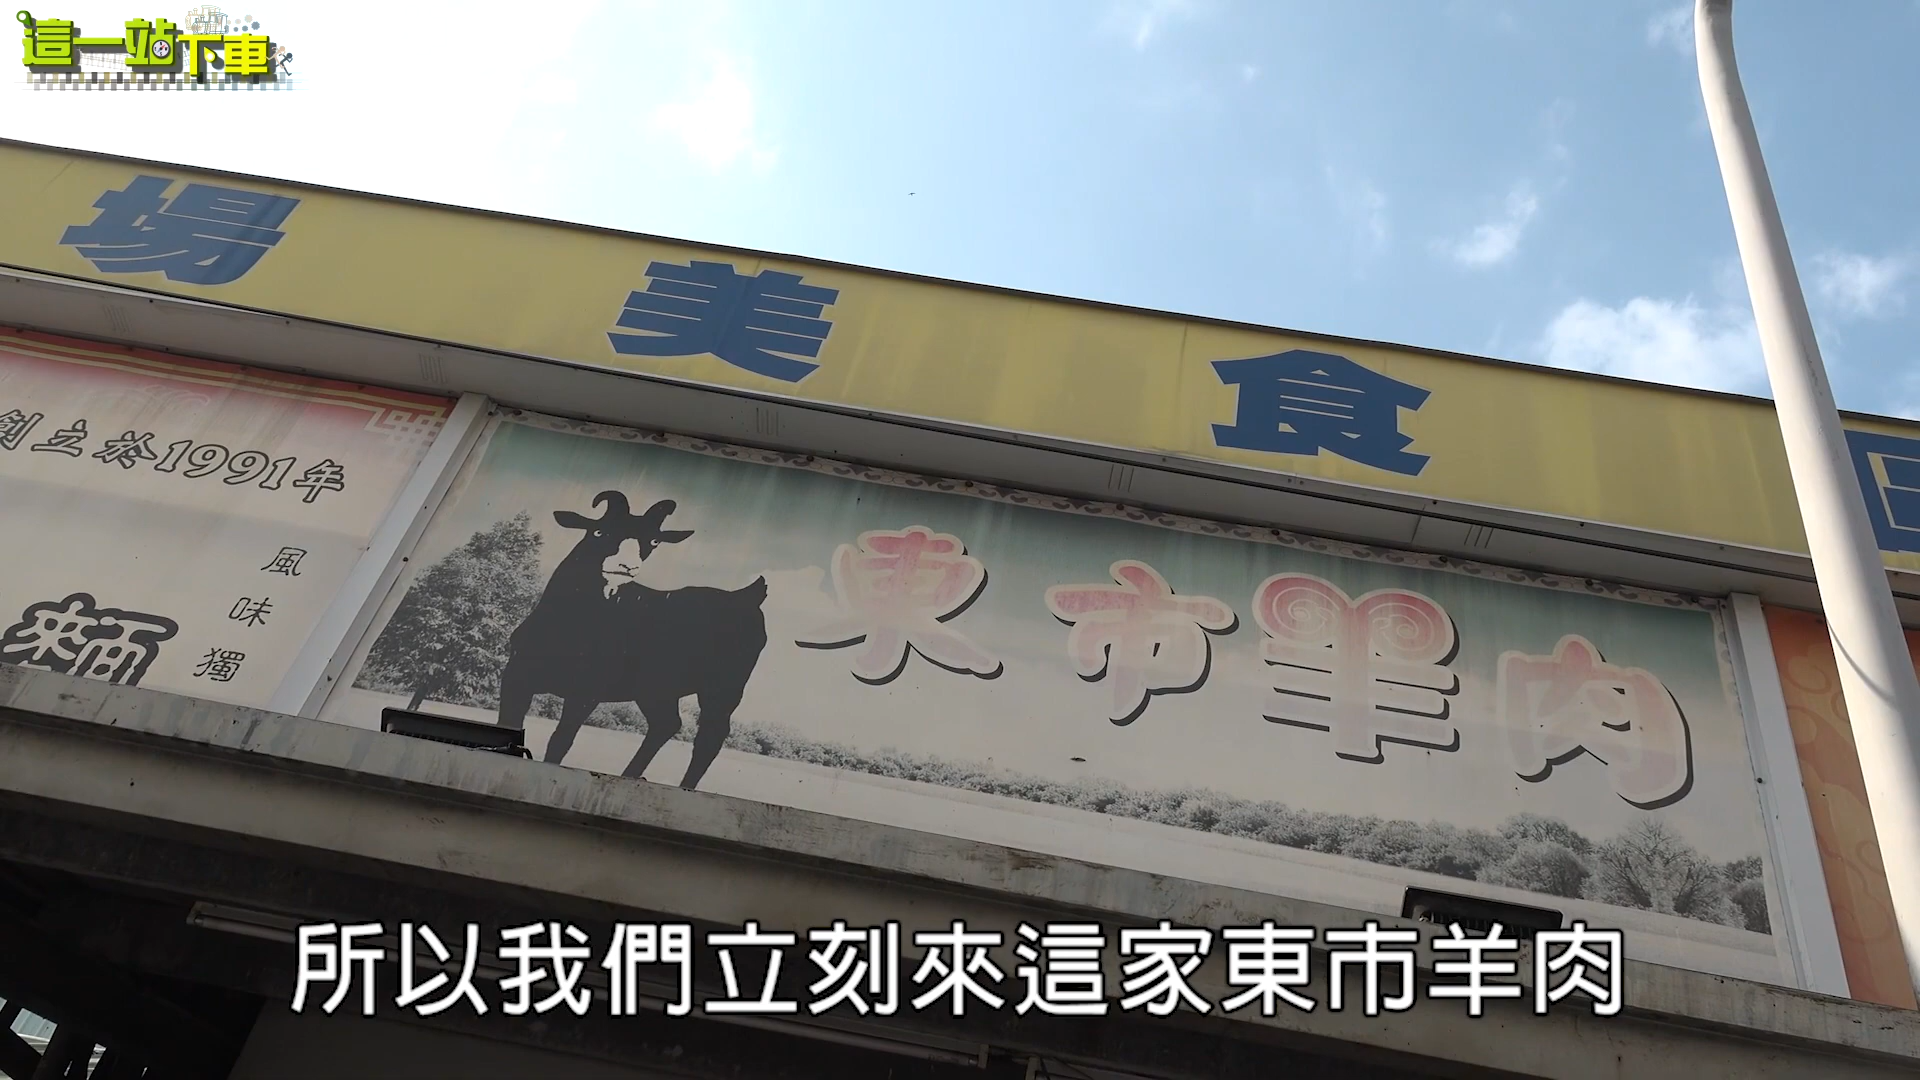 這一站下車
場美食
創立於1991年
風味獨
麵
東市羊肉
所以我們立刻來這家東市羊肉